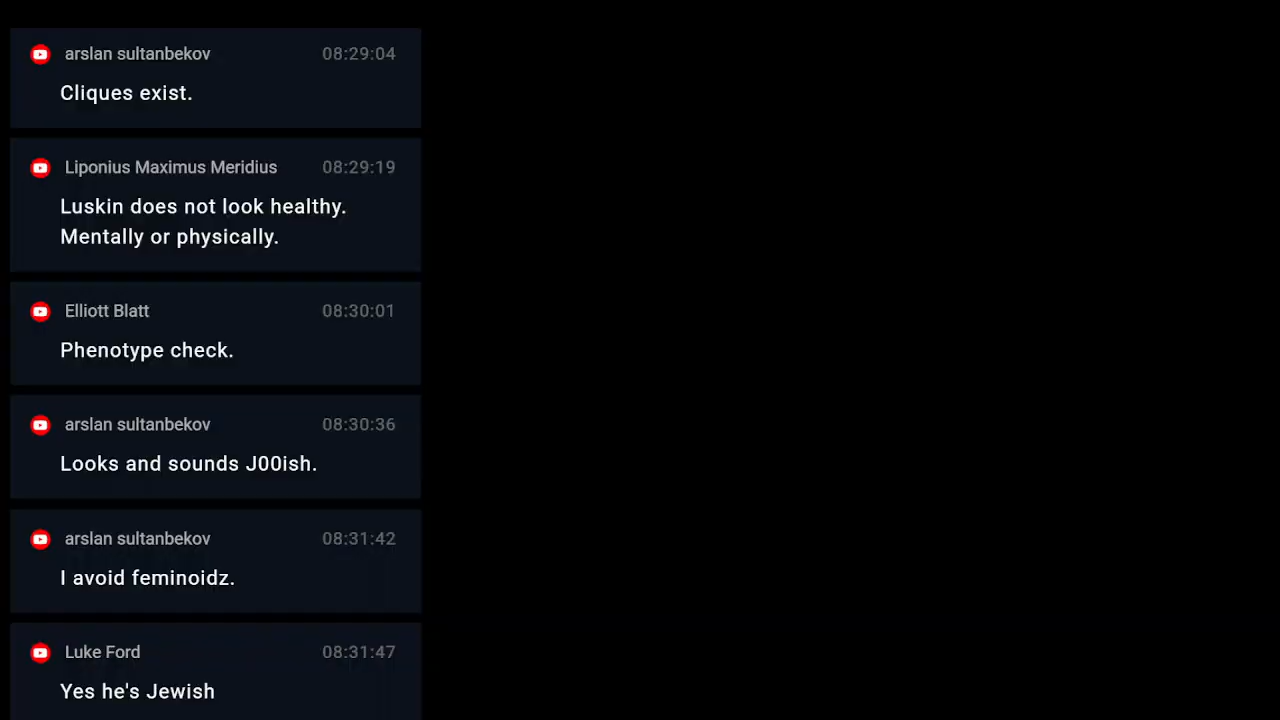 arslan sultanbekov 08:29:04
Cliques exist.
Liponius Maximus Meridius 08:29:19
Luskin does not look healthy.
Mentally or physically.
Elliott Blatt 08:30:01
Phenotype check.
arslan sultanbekov 08:30:36
Looks and sounds J00ish.
arslan sultanbekov 08:31:42
I avoid feminoidz.
Luke Ford 08:31:47
Yes he's Jewish